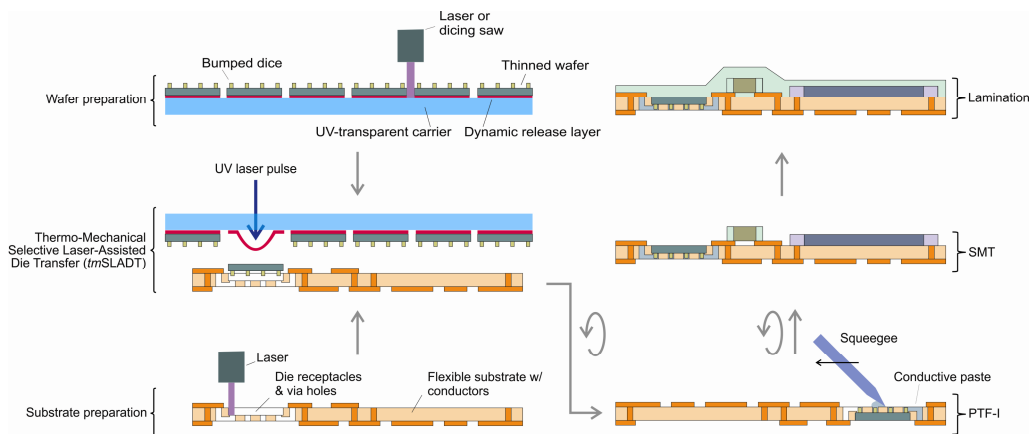 Laser or
dicing saw
Bumped dice
Thinned wafer
Wafer preparation
UV-transparent carrier
Dynamic release layer
UV laser pulse
Thermo-Mechanical
Selective Laser-Assisted
Die Transfer (tmSLADT)
Laser
Die receptacles
& via holes
Flexible substrate w/
conductors
Substrate preparation
Lamination
SMT
Squeegee
Conductive paste
PTF-I